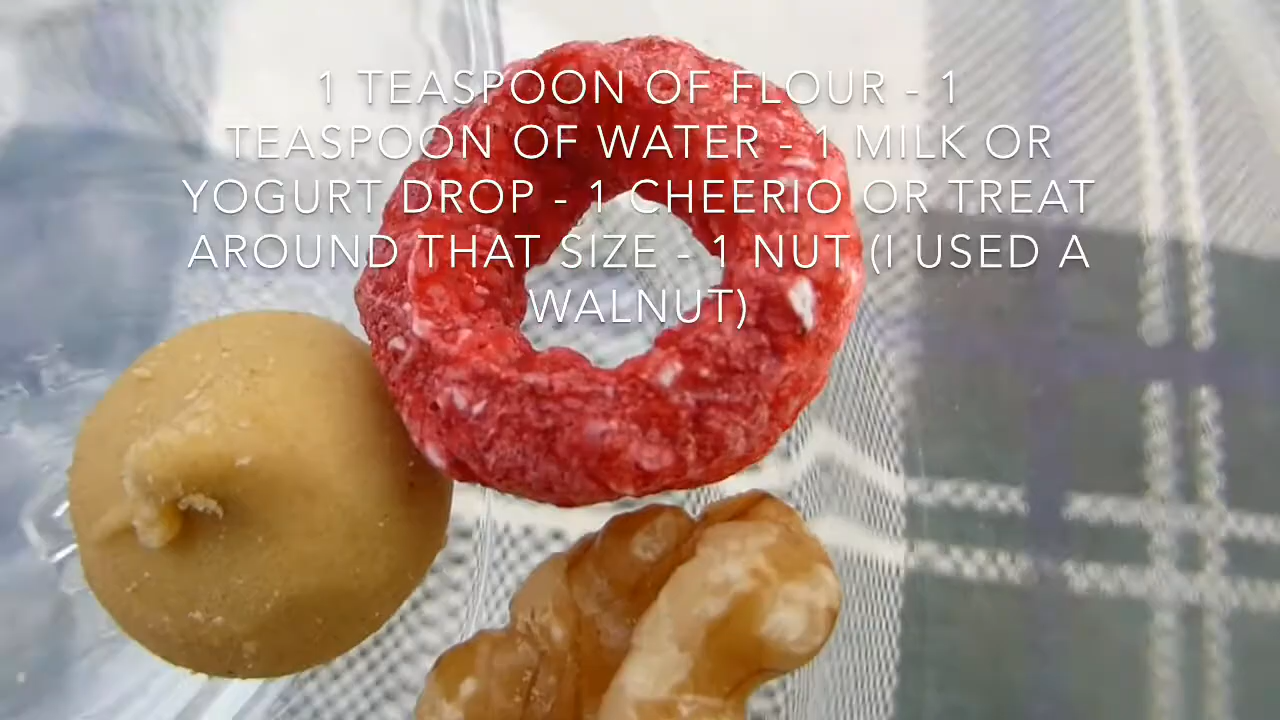 1 TEASPOON OF FLOUR - 1
TEASPOON OF WATER - 1 MILK OR
YOGURT DROP - 1 CHEERIO OR TREAT
AROUND THAT SIZE - 1 NUT (I USED A
WALNUT)